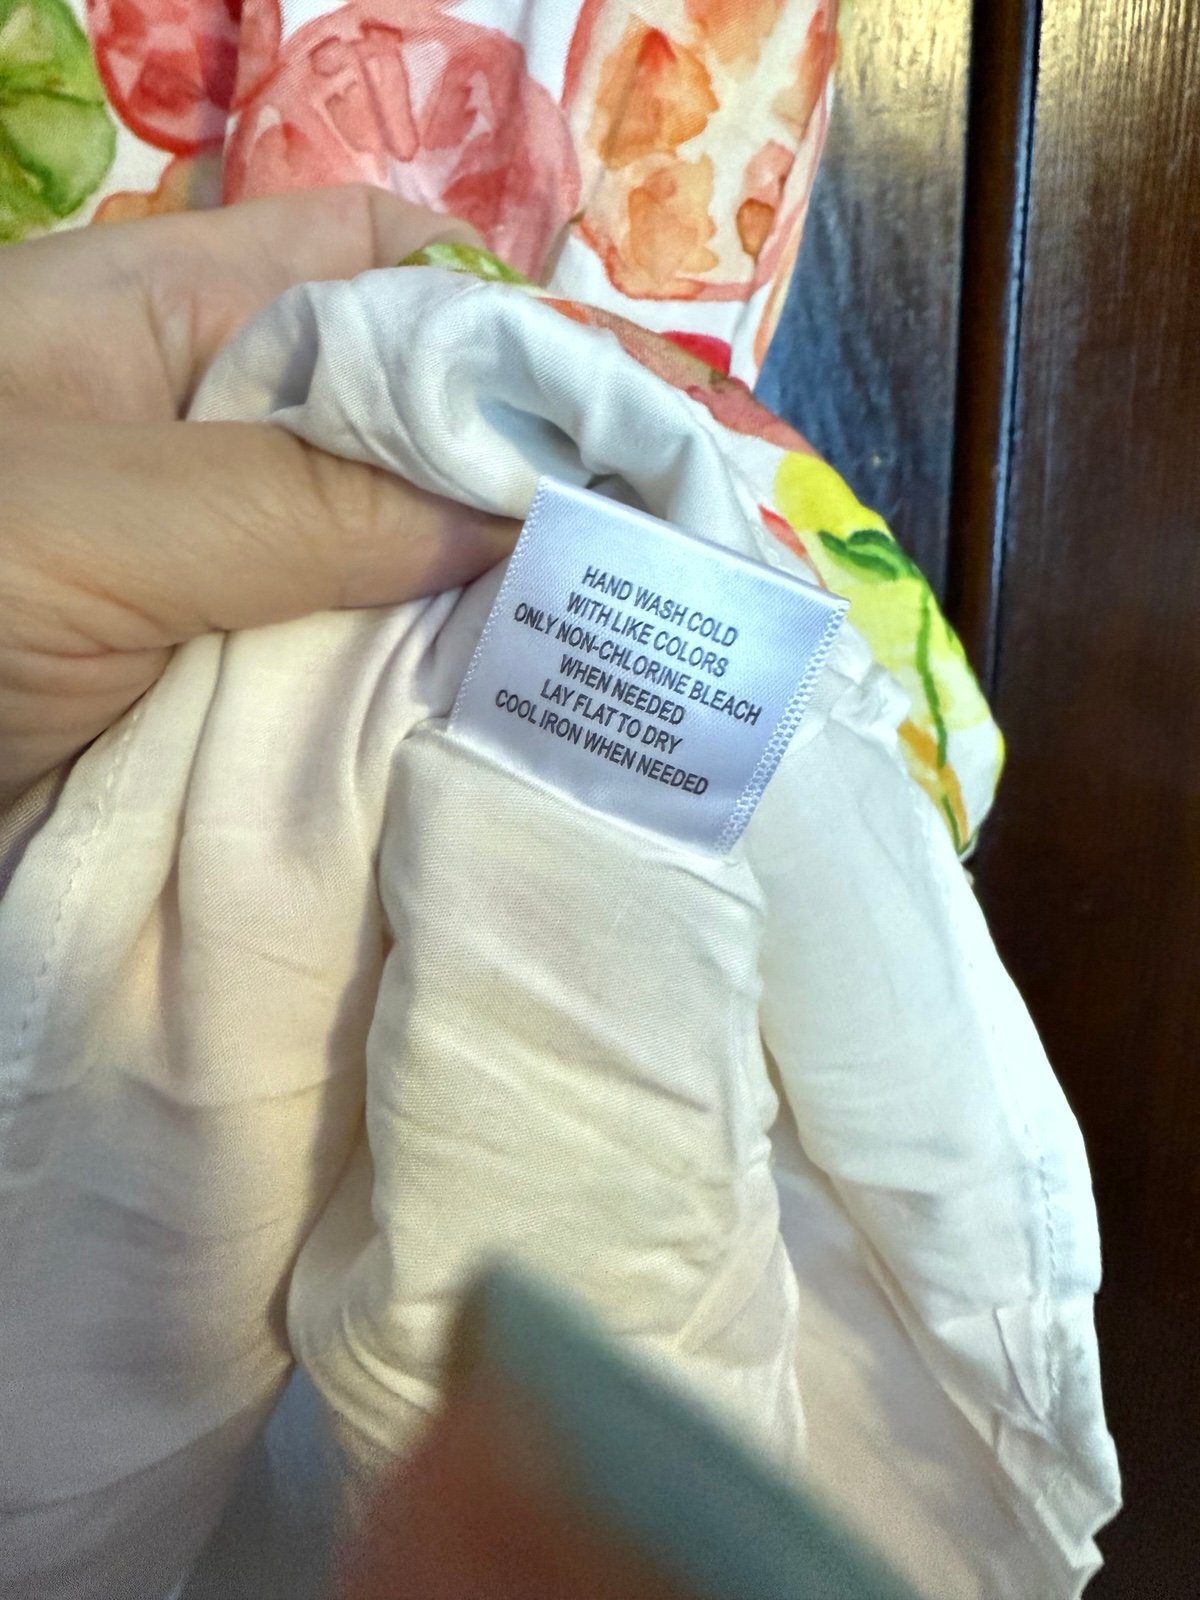 HAND WASH COLD
WITH LIKE COLORS
ONLY NON-CHLORINE BLEACH
WHEN NEEDED
LAY FLAT TO DRY
COOL IRON WHEN NEEDED